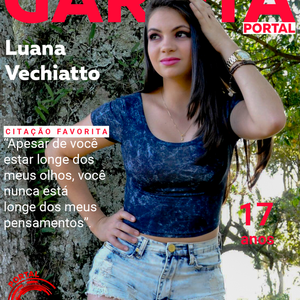 GAROTA
PORTAL
Luana
Vechiatto
CITAÇÃO FAVORITA
“Apesar de você
estar longe dos
meus olhos, você
nunca está
longe dos meus
pensamentos”
17
anos